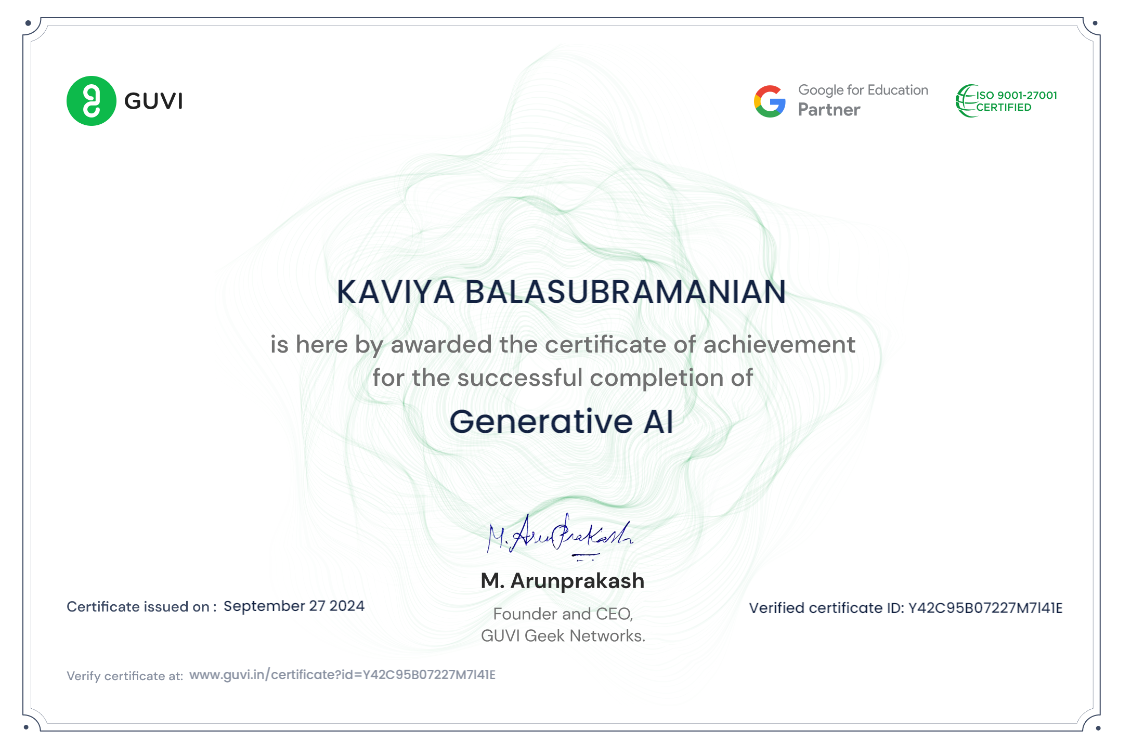 GUVI
Google for Education
Partner
ISO 9001-27001
CERTIFIED
KAVIYA BALASUBRAMANIAN
is here by awarded the certificate of achievement
for the successful completion of
Generative AI
M. ArunPrakash
M. Arunprakash
Founder and CEO,
GUVI Geek Networks.
Certificate issued on : September 27 2024
Verified certificate ID: Y42C95B07227M7I41E
Verify certificate at: www.guvi.in/certificate?id=Y42C95B07227M7I41E